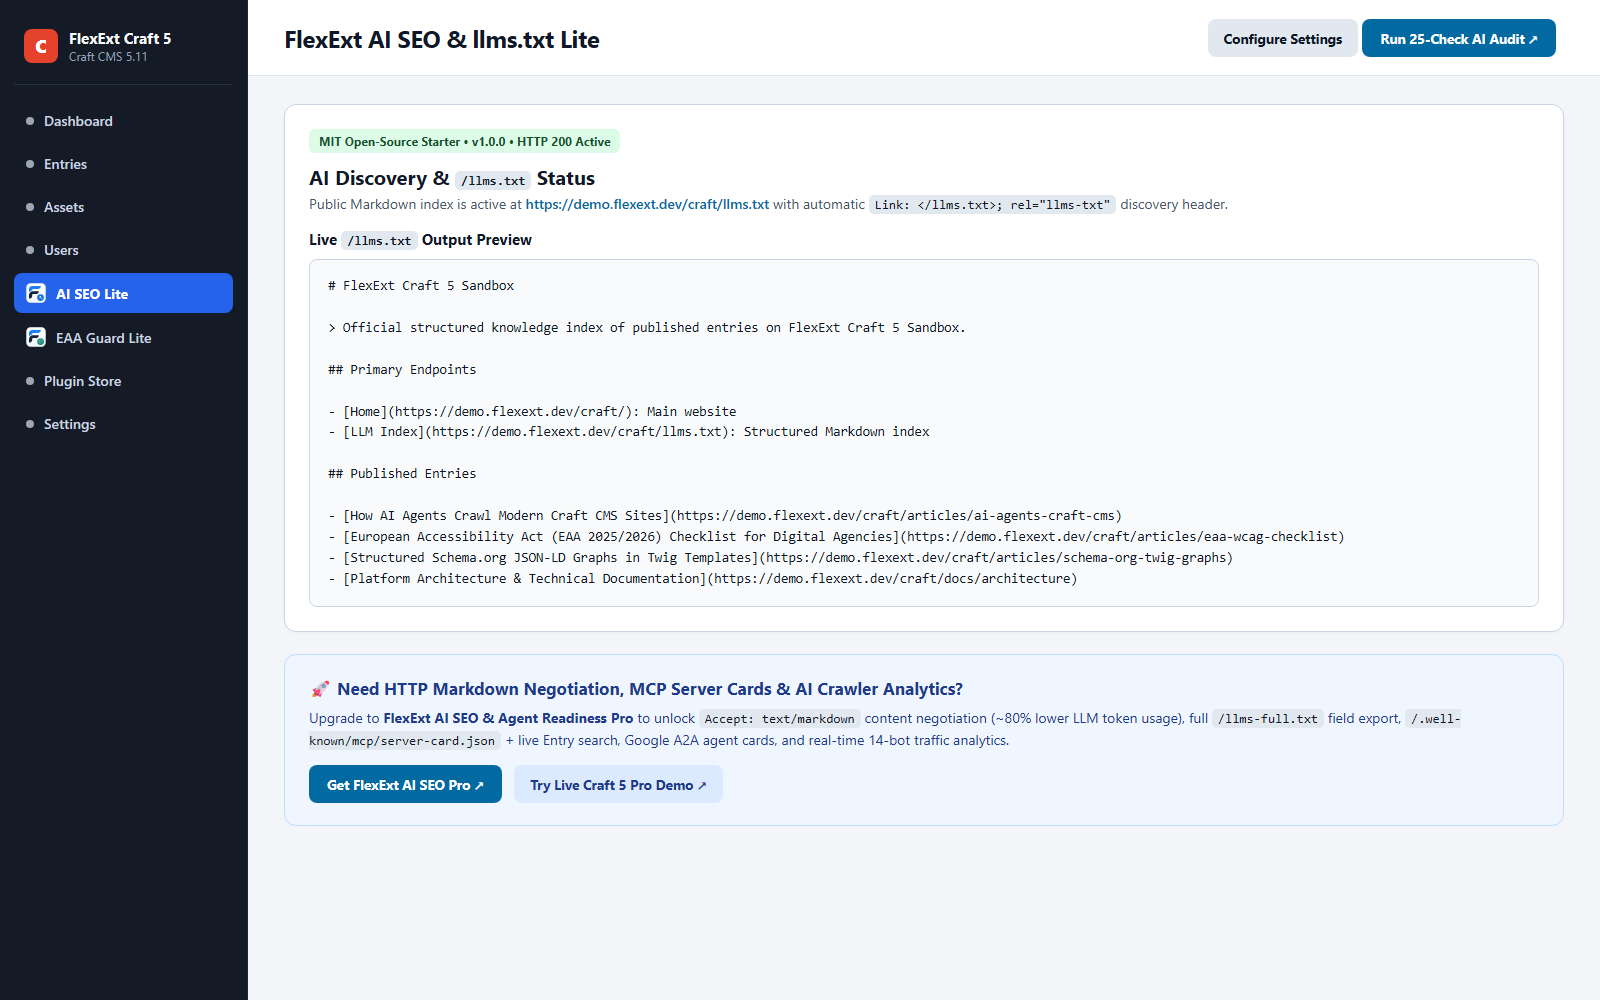 C
FlexExt Craft 5
Craft CMS 5.11
Dashboard
Entries
Assets
Users
AI SEO Lite
EAA Guard Lite
Plugin Store
Settings
FlexExt AI SEO & llms.txt Lite
Configure Settings
Run 25-Check AI Audit ↗
MIT Open-Source Starter • v1.0.0 • HTTP 200 Active
AI Discovery & /llms.txt Status
Public Markdown index is active at https://demo.flexext.dev/craft/llms.txt with automatic Link: </llms.txt>; rel="llms-txt" discovery header.
Live /llms.txt Output Preview
# FlexExt Craft 5 Sandbox
> Official structured knowledge index of published entries on FlexExt Craft 5 Sandbox.
## Primary Endpoints
- [Home](https://demo.flexext.dev/craft/): Main website
- [LLM Index](https://demo.flexext.dev/craft/llms.txt): Structured Markdown index
## Published Entries
- [How AI Agents Crawl Modern Craft CMS Sites](https://demo.flexext.dev/craft/articles/ai-agents-craft-cms)
- [European Accessibility Act (EAA 2025/2026) Checklist for Digital Agencies](https://demo.flexext.dev/craft/articles/eaa-wcag-checklist)
- [Structured Schema.org JSON-LD Graphs in Twig Templates](https://demo.flexext.dev/craft/articles/schema-org-twig-graphs)
- [Platform Architecture & Technical Documentation](https://demo.flexext.dev/craft/docs/architecture)
🚀 Need HTTP Markdown Negotiation, MCP Server Cards & AI Crawler Analytics?
Upgrade to FlexExt AI SEO & Agent Readiness Pro to unlock Accept: text/markdown content negotiation (~80% lower LLM token usage), full /llms-full.txt field export, /.well-
known/mcp/server-card.json + live Entry search, Google A2A agent cards, and real-time 14-bot traffic analytics.
Get FlexExt AI SEO Pro ↗
Try Live Craft 5 Pro Demo ↗